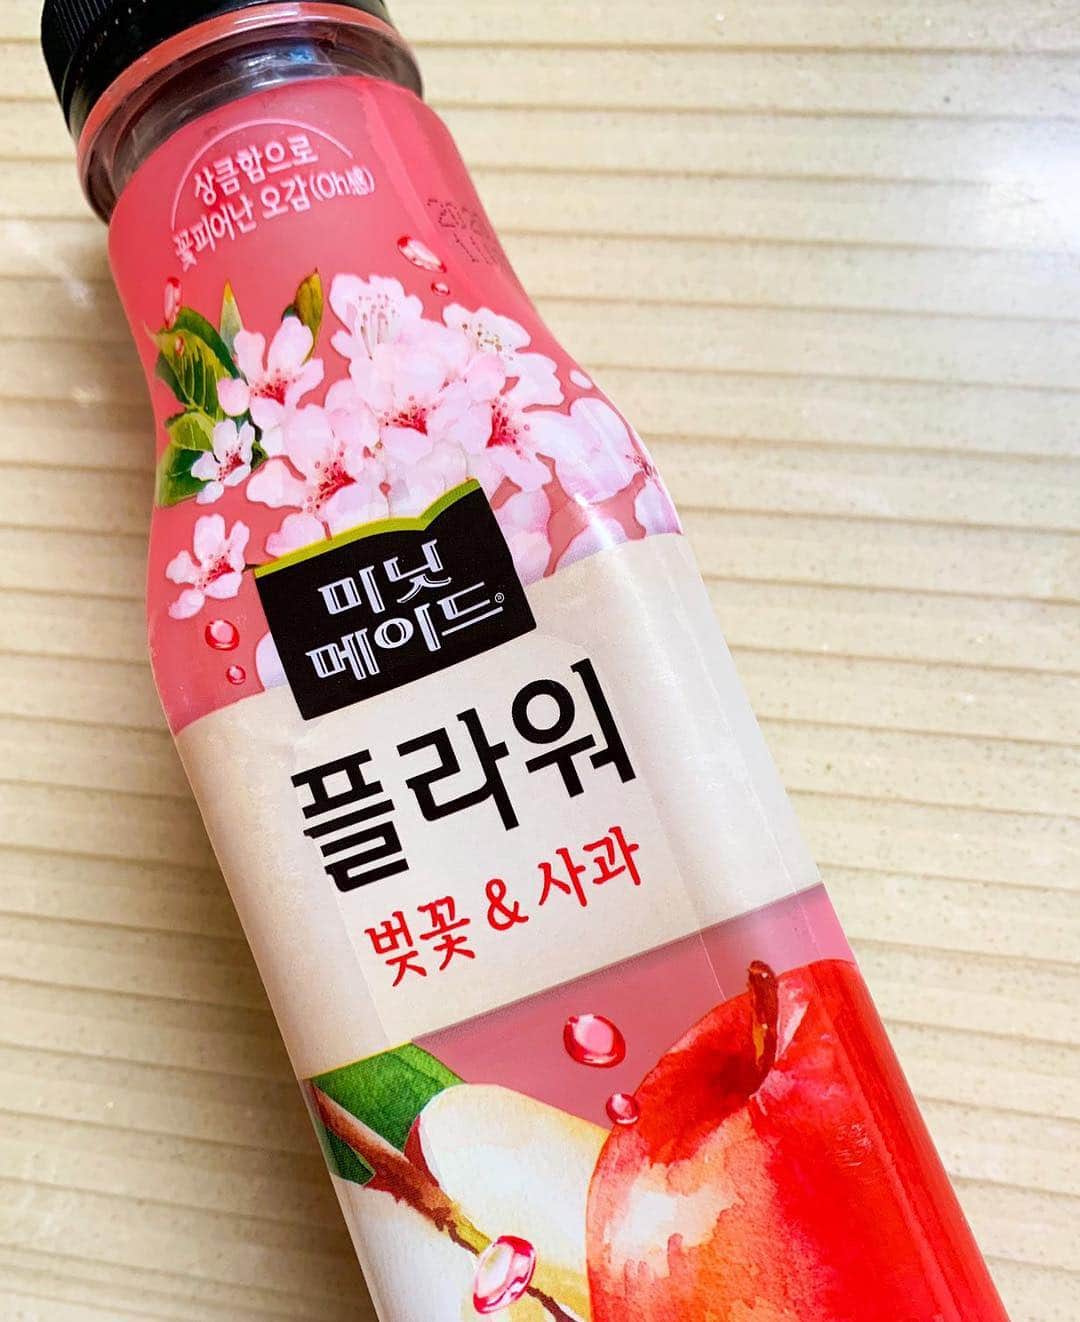 상큼함으로
꽃피어난 오감(Oh感)
미닛
메이드®
플라워
벚꽃 & 사과